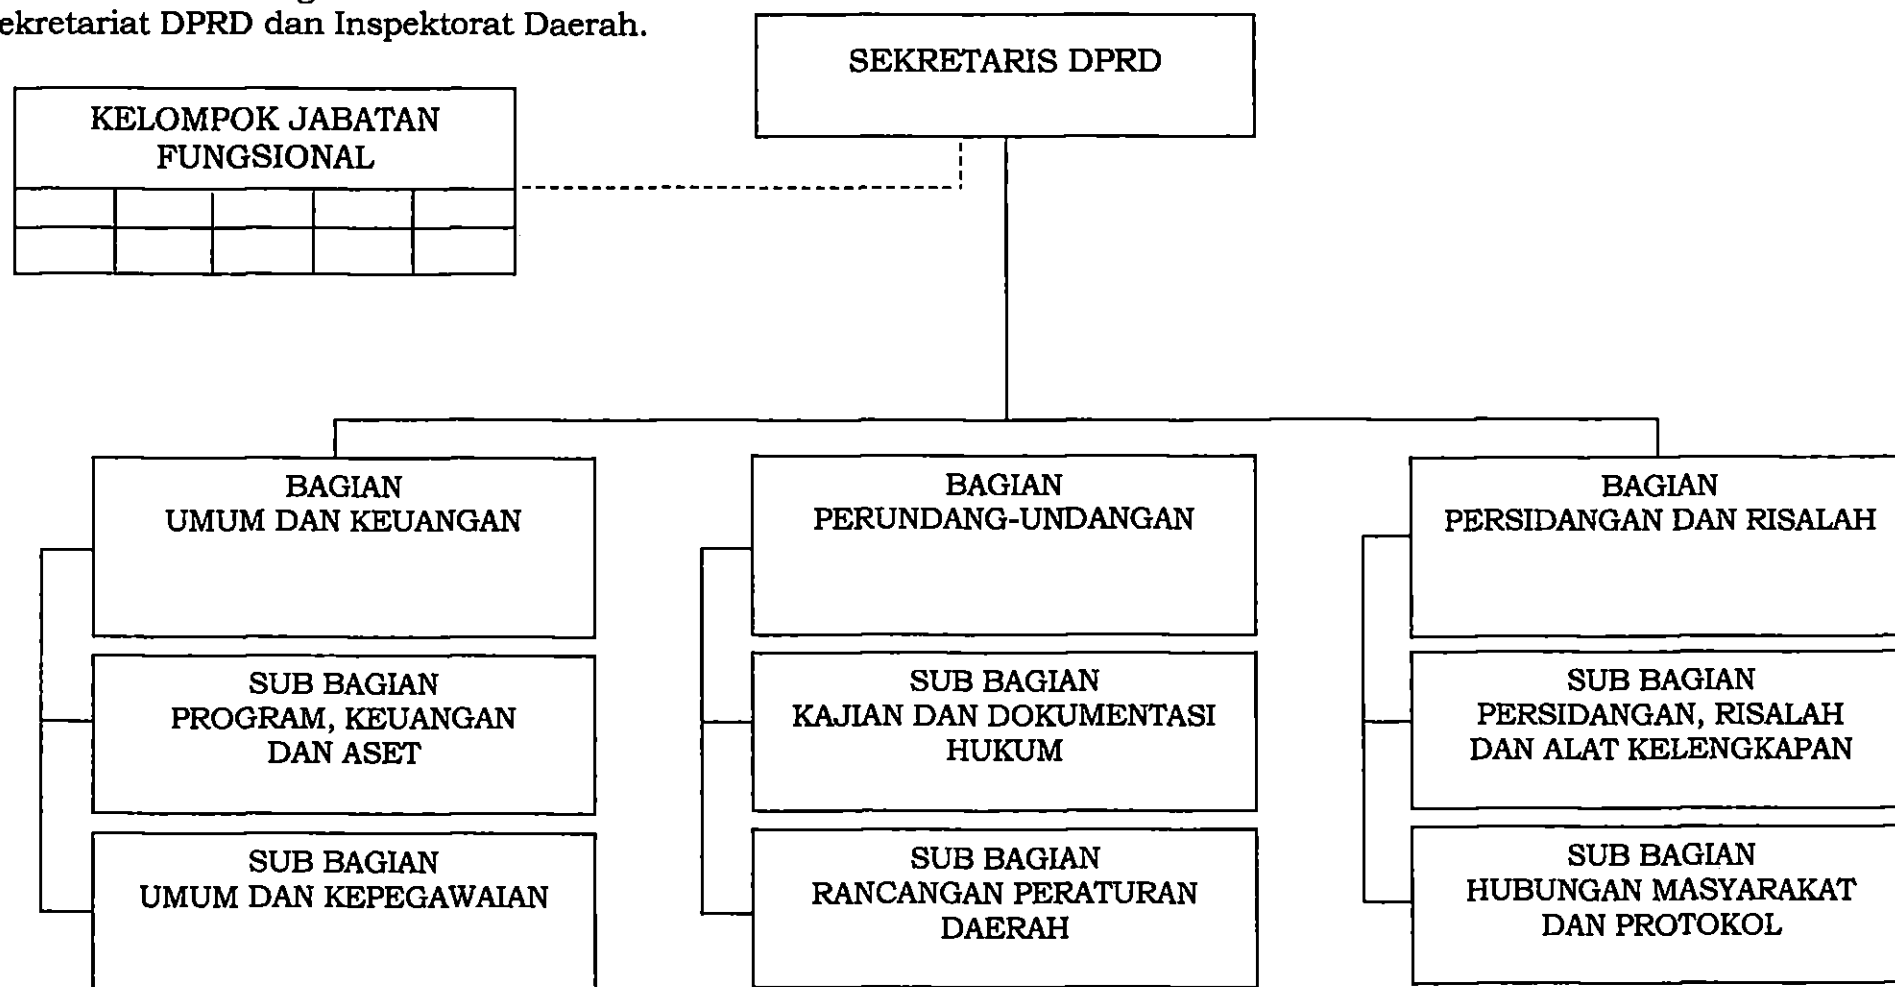 ekretariat DPRD dan Inspektorat Daerah.
SEKRETARIS DPRD
KELOMPOK JABATAN
FUNGSIONAL
BAGIAN
UMUM DAN KEUANGAN
BAGIAN
PERUNDANG-UNDANGAN
BAGIAN
PERSIDANGAN DAN RISALAH
SUB BAGIAN
PROGRAM, KEUANGAN
DAN ASET
SUB BAGIAN
KAJIAN DAN DOKUMENTASI
HUKUM
SUB BAGIAN
PERSIDANGAN, RISALAH
DAN ALAT KELENGKAPAN
SUB BAGIAN
UMUM DAN KEPEGAWAIAN
SUB BAGIAN
RANCANGAN PERATURAN
DAERAH
SUB BAGIAN
HUBUNGAN MASYARAKAT
DAN PROTOKOL